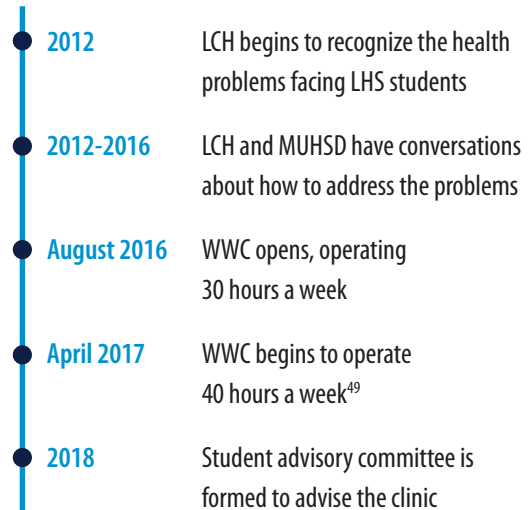 2012 LCH begins to recognize the health
problems facing LHS students
2012-2016 LCH and MUHSD have conversations
about how to address the problems
August 2016 WWC opens, operating
30 hours a week
April 2017 WWC begins to operate
40 hours a week49
2018 Student advisory committee is
formed to advise the clinic